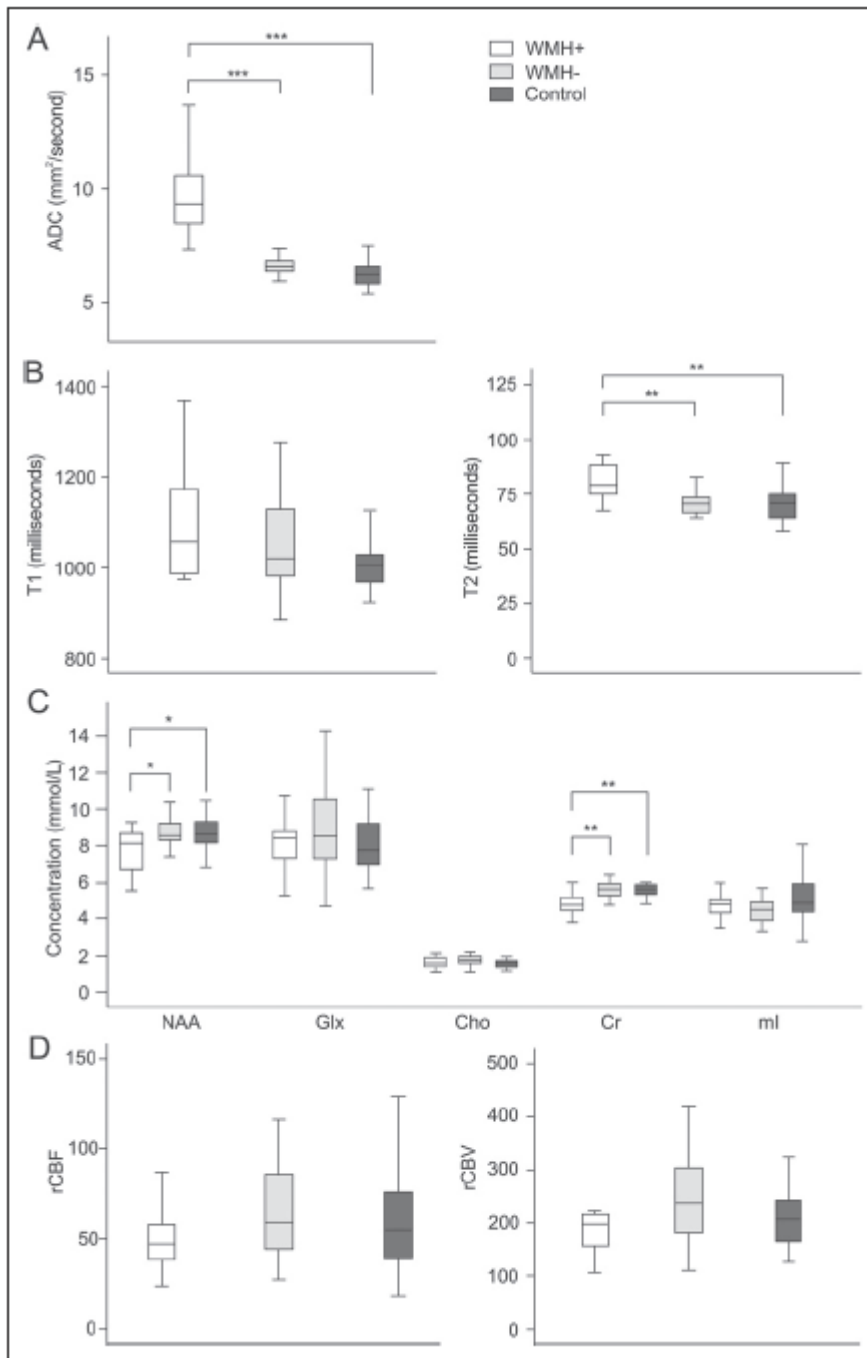 A
***
***
WMH+
WMH-
Control
15
10
5
ADC (mm²/second)
B
1400
1200
1000
800
T1 (milliseconds)
**
**
125
100
75
50
25
0
T2 (milliseconds)
C
*
*
**
**
14
12
10
8
6
4
2
0
Concentration (mmol/L)
NAA Glx Cho Cr ml
D
150
100
50
0
rCBF
500
400
300
200
100
0
rCBV